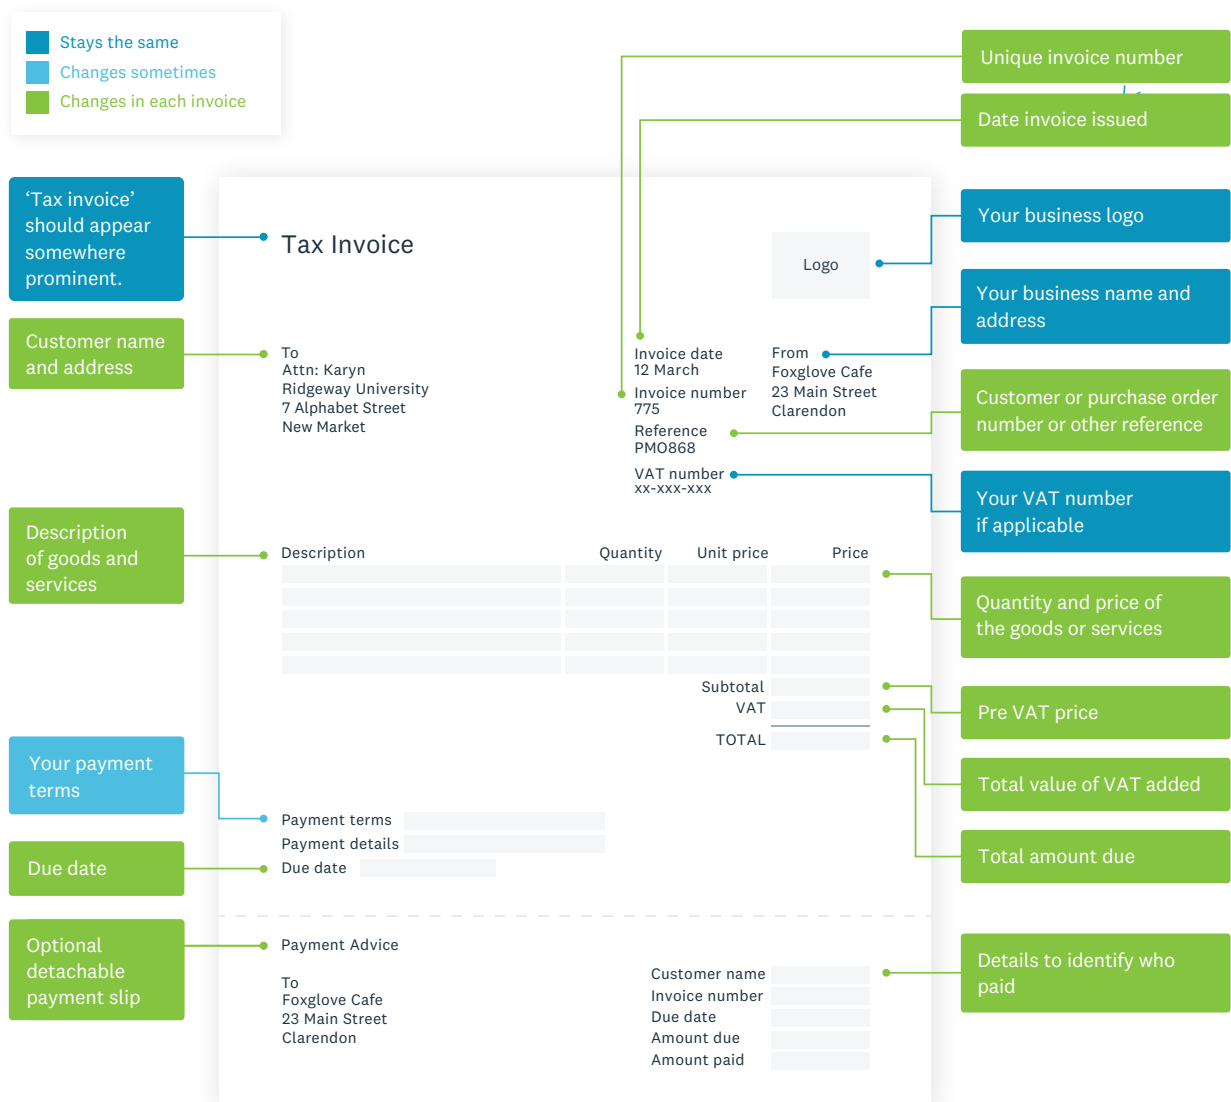 Stays the same
Changes sometimes
Changes in each invoice
Unique invoice number
Date invoice issued
'Tax invoice'
should appear
somewhere
prominent.
Tax Invoice
Logo
Your business logo
Your business name and
address
Customer name
and address
To
Attn: Karyn
Ridgeway University
7 Alphabet Street
New Market
Invoice date
12 March
Invoice number
775
Reference
PMO868
VAT number
xx-xxx-xxx
From
Foxglove Cafe
23 Main Street
Clarendon
Customer or purchase order
number or other reference
Your VAT number
if applicable
Description
of goods and
services
Description Quantity Unit price Price
Quantity and price of
the goods or services
Subtotal
VAT
TOTAL
Pre VAT price
Total value of VAT added
Total amount due
Your payment
terms
Payment terms
Payment details
Due date
Due date
Optional
detachable
payment slip
Payment Advice
To
Foxglove Cafe
23 Main Street
Clarendon
Customer name
Invoice number
Due date
Amount due
Amount paid
Details to identify who
paid